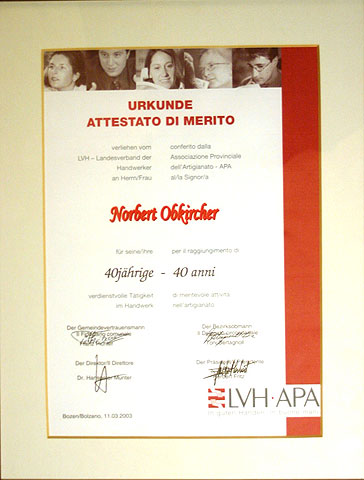 URKUNDE
ATTESTATO DI MERITO
verliehen vom
LVH – Landesverband der
Handwerker
an Herrn/Frau
conferito dalla
Associazione Provinciale
dell'Artigianato - APA
al/la Signor/a
Norbert Obkircher
für seine/ihre
per il raggiungimento di
40jährige - 40 anni
verdienstvolle Tätigkeit
im Handwerk
di meritevole attività
nell'artigianato
Der Gemeindevertrauensmann
Der Bezirksobmann
Der Direktor/Il Direttore
Dr. Munter
Bozen/Bolzano, 11.03.2003
LVH·APA